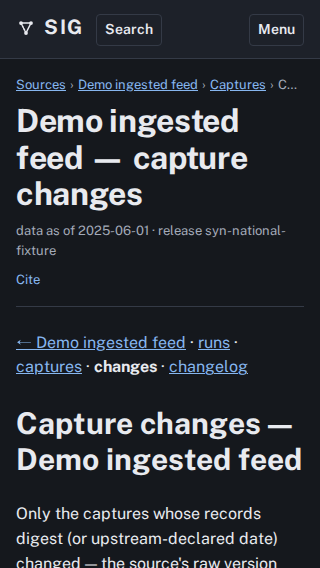 SIG Search Menu
Sources › Demo ingested feed › Captures › C…
Demo ingested
feed — capture
changes
data as of 2025-06-01 · release syn-national-
fixture
Cite
← Demo ingested feed · runs ·
captures · changes · changelog
Capture changes —
Demo ingested feed
Only the captures whose records
digest (or upstream-declared date)
changed — the source's raw version